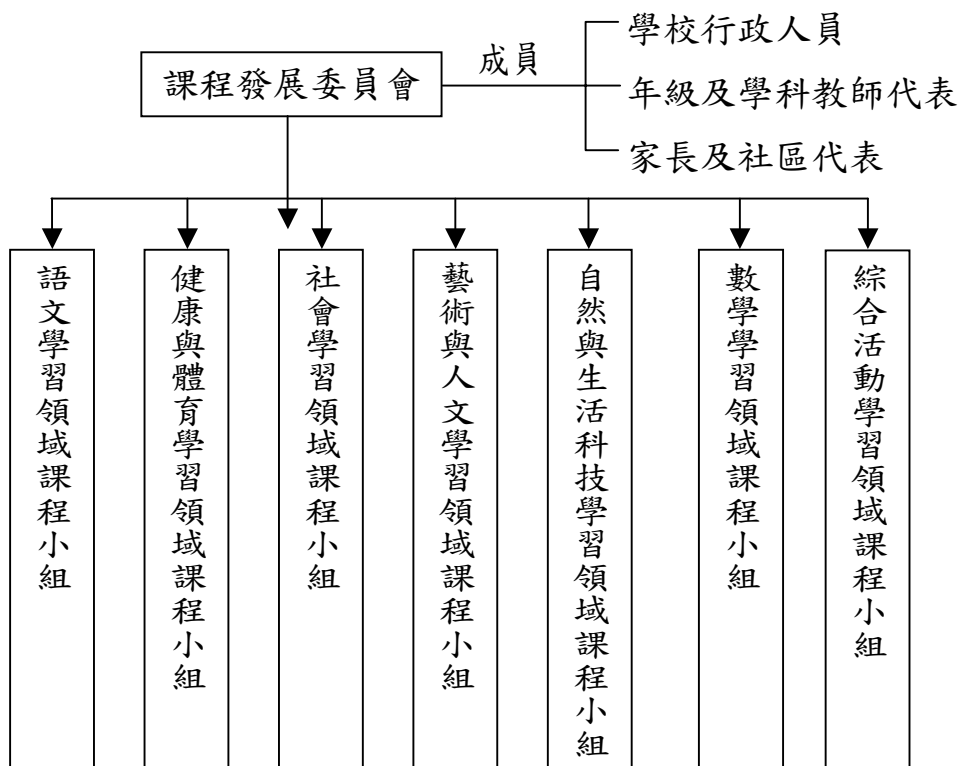 課程發展委員會
成員
學校行政人員
年級及學科教師代表
家長及社區代表
語文學習領域課程小組
健康與體育學習領域課程小組
社會學習領域課程小組
藝術與人文學習領域課程小組
自然與生活科技學習領域課程小組
數學學習領域課程小組
綜合活動學習領域課程小組